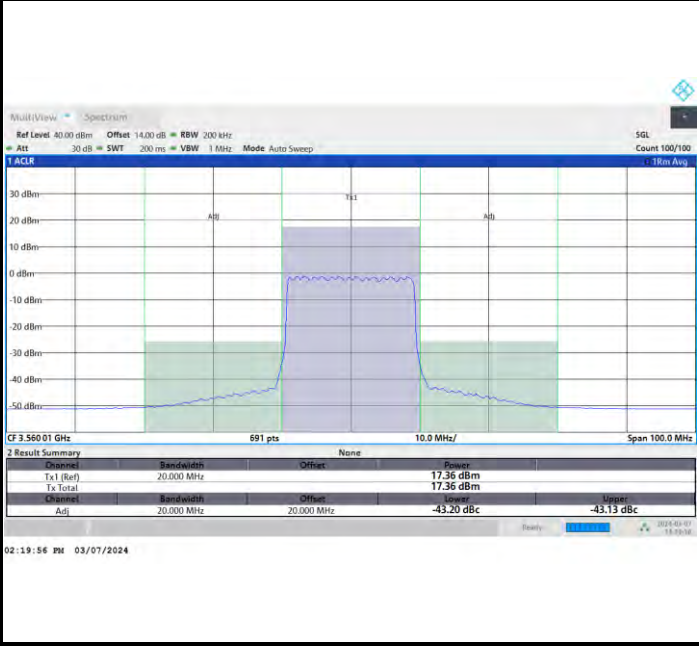 MultiView Spectrum
Ref Level 40.00 dBm Offset 14.00 dB RBW 200 kHz SGL
Att 30 dB SWT 200 ms VBW 1 MHz Mode Auto Sweep Count 100/100
1 ACLR 1Rm Avg
30 dBm
Tx1
20 dBm
Adj Adj
10 dBm
0 dBm
-10 dBm
-20 dBm
-30 dBm
-40 dBm
-50 dBm
CF 3.560 01 GHz 691 pts 10.0 MHz/ Span 100.0 MHz
2 Result Summary None
Channel Bandwidth Offset Power
Tx1 (Ref) 20.000 MHz 17.36 dBm
Tx Total 17.36 dBm
Channel Bandwidth Offset Lower Upper
Adj 20.000 MHz 20.000 MHz -43.20 dBc -43.13 dBc
Ready
02:19:56 PM 03/07/2024